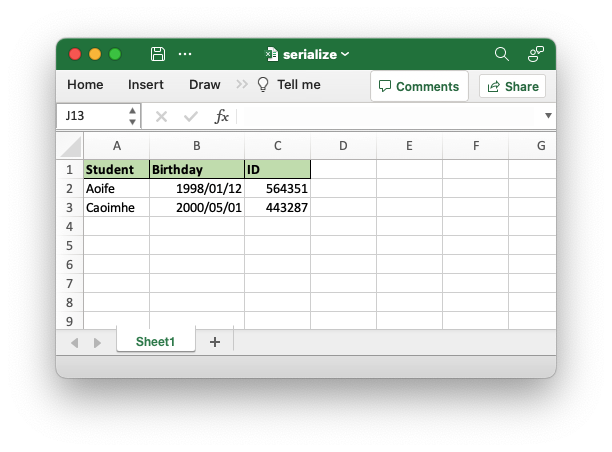 serialize
Home Insert Draw Tell me Comments Share
J13 fx
A B C D E F G
1 Student Birthday ID
2 Aoife 1998/01/12 564351
3 Caoimhe 2000/05/01 443287
4
5
6
7
8
9
Sheet1 +